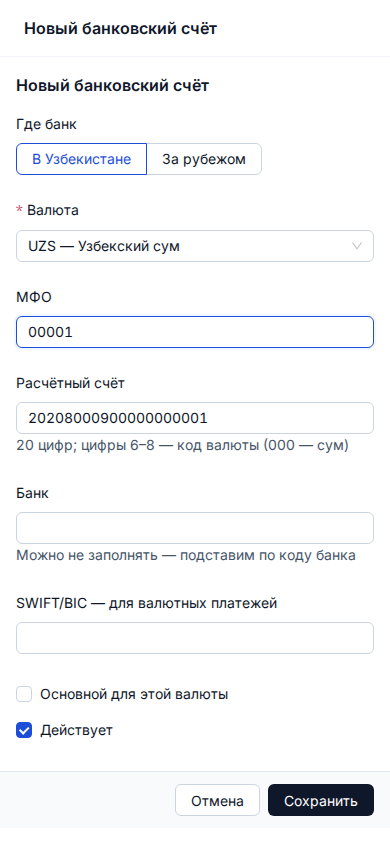 Новый банковский счёт
Новый банковский счёт
Где банк
В Узбекистане
За рубежом
* Валюта
UZS — Узбекский сум
МФО
00001
Расчётный счёт
20208000900000000001
20 цифр; цифры 6–8 — код валюты (000 — сум)
Банк
Можно не заполнять — подставим по коду банка
SWIFT/BIC — для валютных платежей
Основной для этой валюты
Действует
Отмена
Сохранить